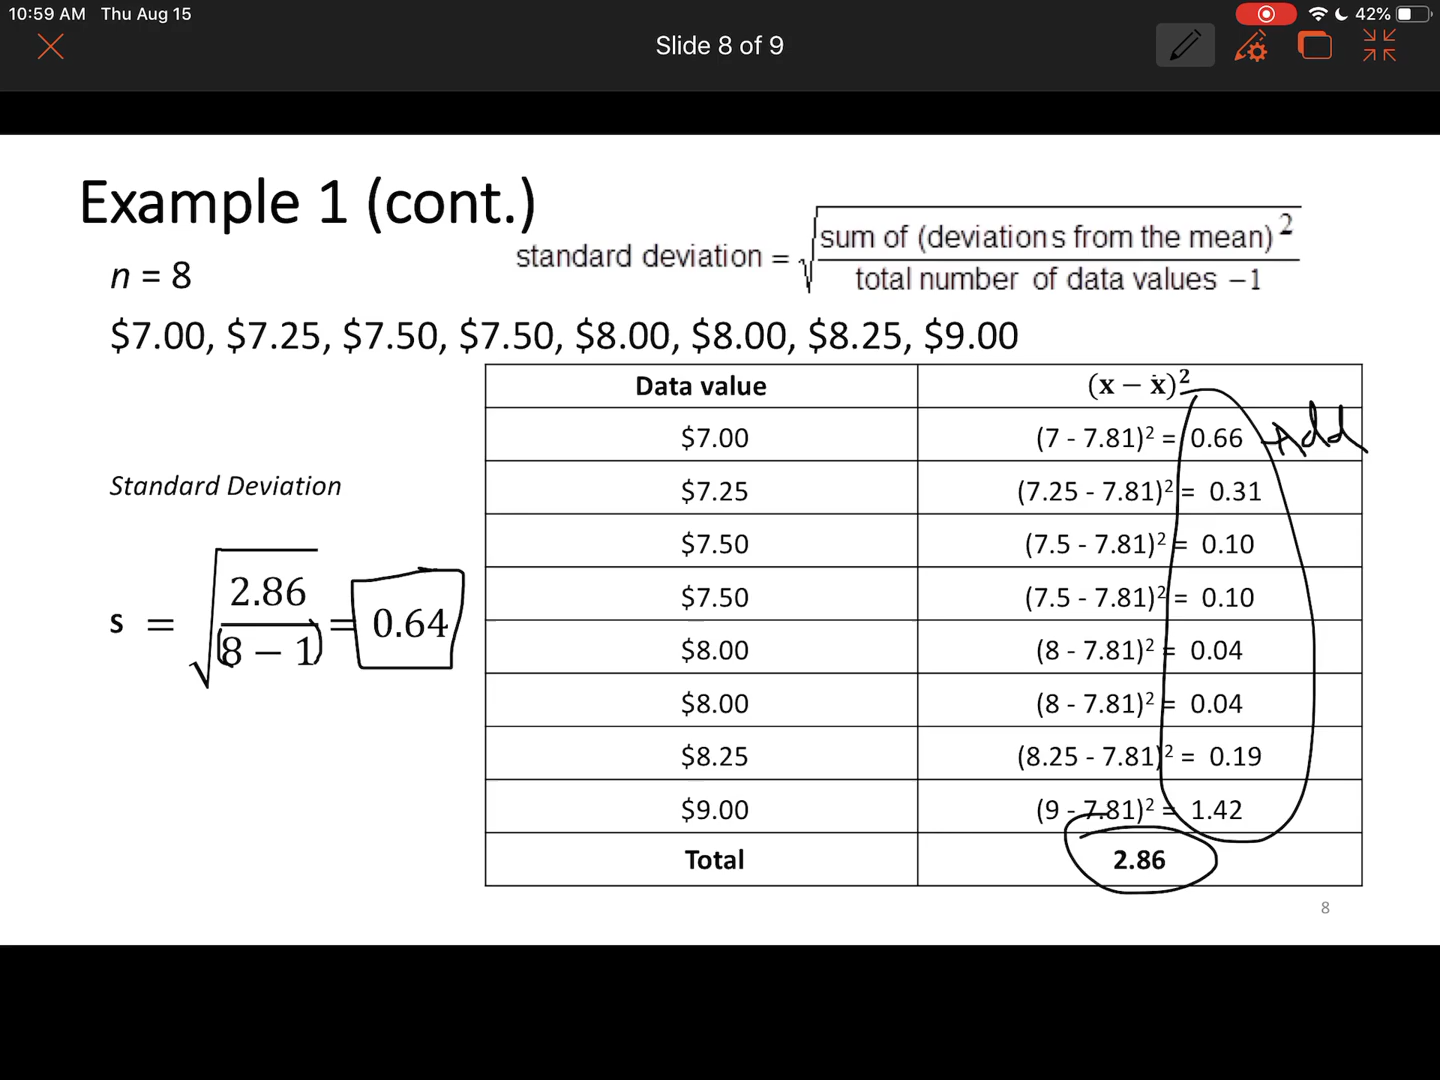 10:59 AM Thu Aug 15
42%
Slide 8 of 9
Example 1 (cont.)
standard deviation = √ sum of (deviations from the mean)² / total number of data values −1
n = 8
$7.00, $7.25, $7.50, $7.50, $8.00, $8.00, $8.25, $9.00
Data value (x − ẋ)²
$7.00 (7 - 7.81)² = 0.66 Add
$7.25 (7.25 - 7.81)² = 0.31
Standard Deviation
$7.50 (7.5 - 7.81)² = 0.10
$7.50 (7.5 - 7.81)² = 0.10
s = √ 2.86 / (8 − 1) = 0.64
$8.00 (8 - 7.81)² = 0.04
$8.00 (8 - 7.81)² = 0.04
$8.25 (8.25 - 7.81)² = 0.19
$9.00 (9 - 7.81)² = 1.42
Total 2.86
8